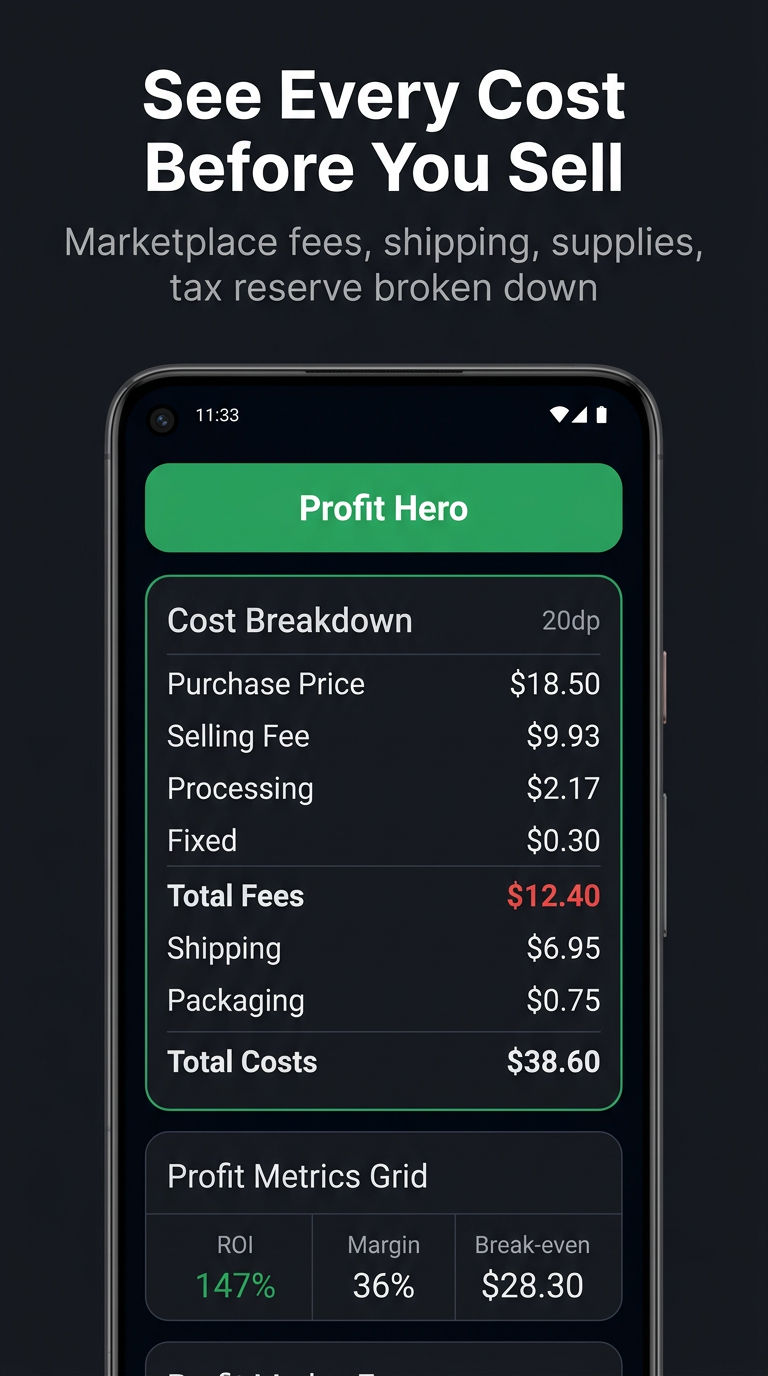 See Every Cost
Before You Sell
Marketplace fees, shipping, supplies,
tax reserve broken down
11:33
Profit Hero
Cost Breakdown 20dp
Purchase Price $18.50
Selling Fee $9.93
Processing $2.17
Fixed $0.30
Total Fees $12.40
Shipping $6.95
Packaging $0.75
Total Costs $38.60
Profit Metrics Grid
ROI Margin Break-even
147% 36% $28.30